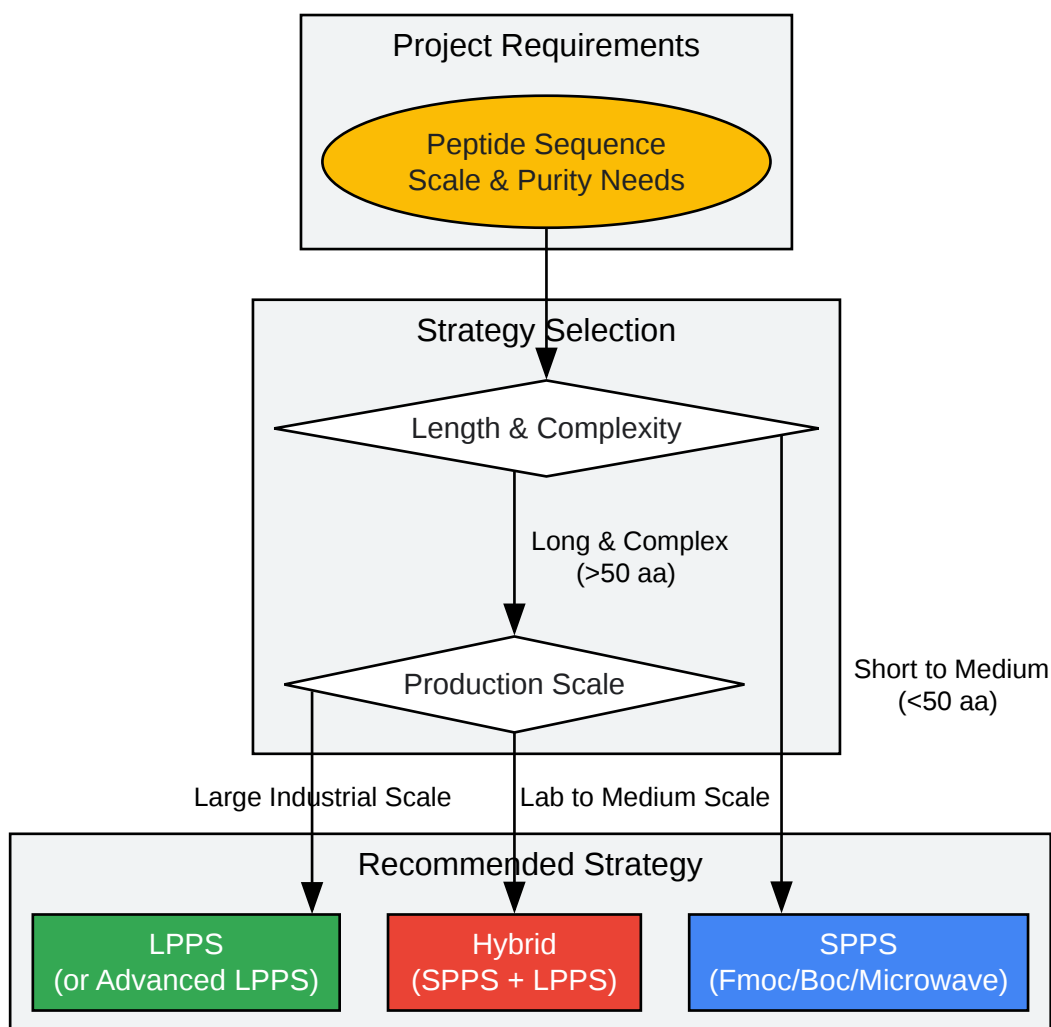 Project Requirements
Peptide Sequence
Scale & Purity Needs
Strategy Selection
Length & Complexity
Long & Complex
(>50 aa)
Production Scale
Short to Medium
(<50 aa)
Large Industrial Scale
Lab to Medium Scale
Recommended Strategy
LPPS
(or Advanced LPPS)
Hybrid
(SPPS + LPPS)
SPPS
(Fmoc/Boc/Microwave)